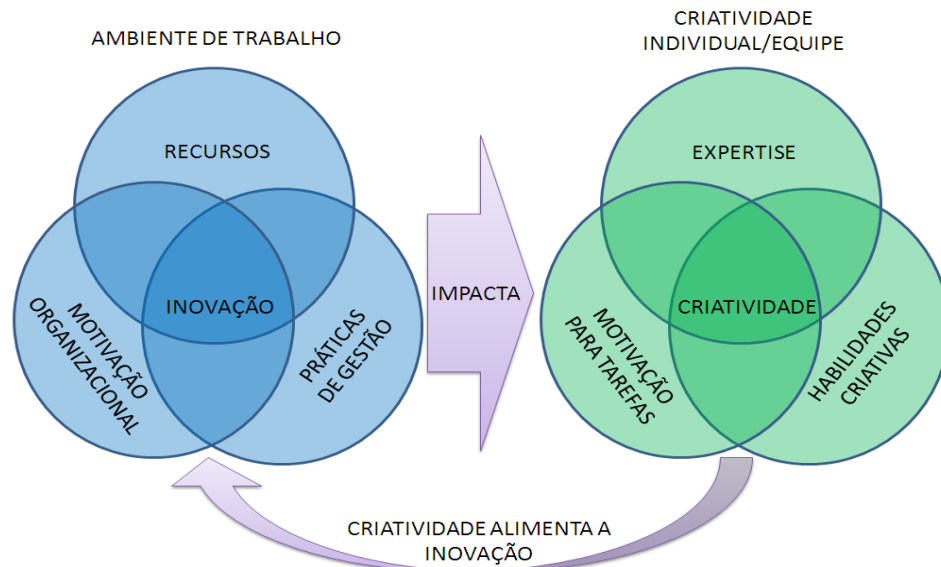 AMBIENTE DE TRABALHO
CRIATIVIDADE
INDIVIDUAL/EQUIPE
RECURSOS
MOTIVAÇÃO
ORGANIZACIONAL
INOVAÇÃO
PRÁTICAS
DE GESTÃO
IMPACTA
EXPERTISE
MOTIVAÇÃO
PARA TAREFAS
CRIATIVIDADE
HABILIDADES
CRIATIVAS
CRIATIVIDADE ALIMENTA A
INOVAÇÃO